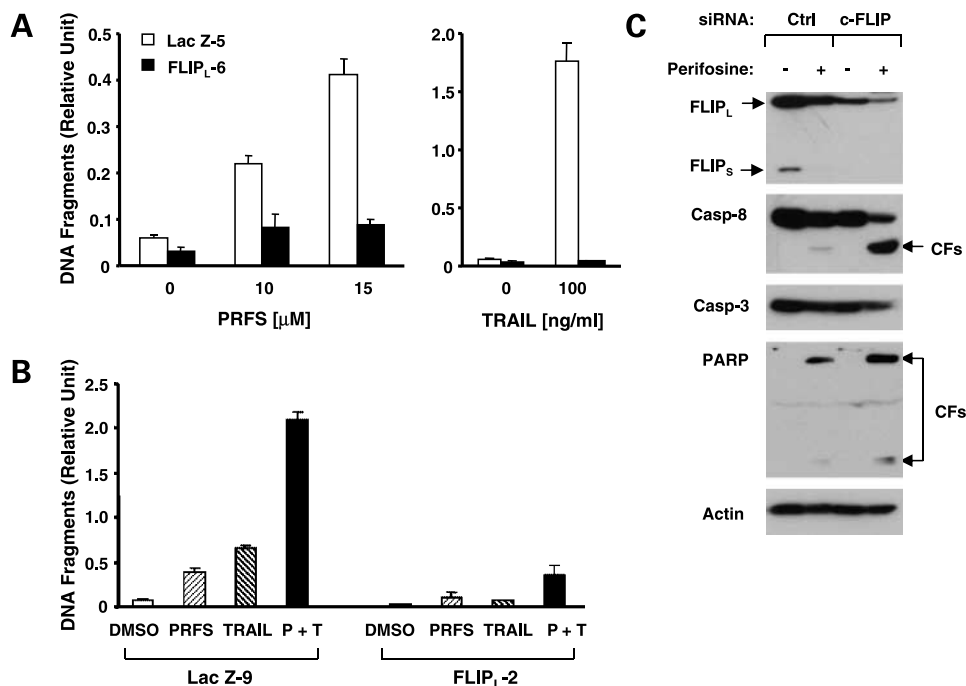 A
DNA Fragments (Relative Unit)
0.5
0.4
0.3
0.2
0.1
0
Lac Z-5
FLIPL-6
0 10 15
PRFS [μM]
2.0
1.5
1.0
0.5
0
0 100
TRAIL [ng/ml]
B
DNA Fragments (Relative Unit)
2.5
2.0
1.5
1.0
0.5
0
DMSO PRFS TRAIL P + T DMSO PRFS TRAIL P + T
Lac Z-9 FLIPL-2
C
siRNA: Ctrl c-FLIP
Perifosine: - + - +
FLIPL
FLIPS
Casp-8
CFs
Casp-3
PARP
CFs
Actin